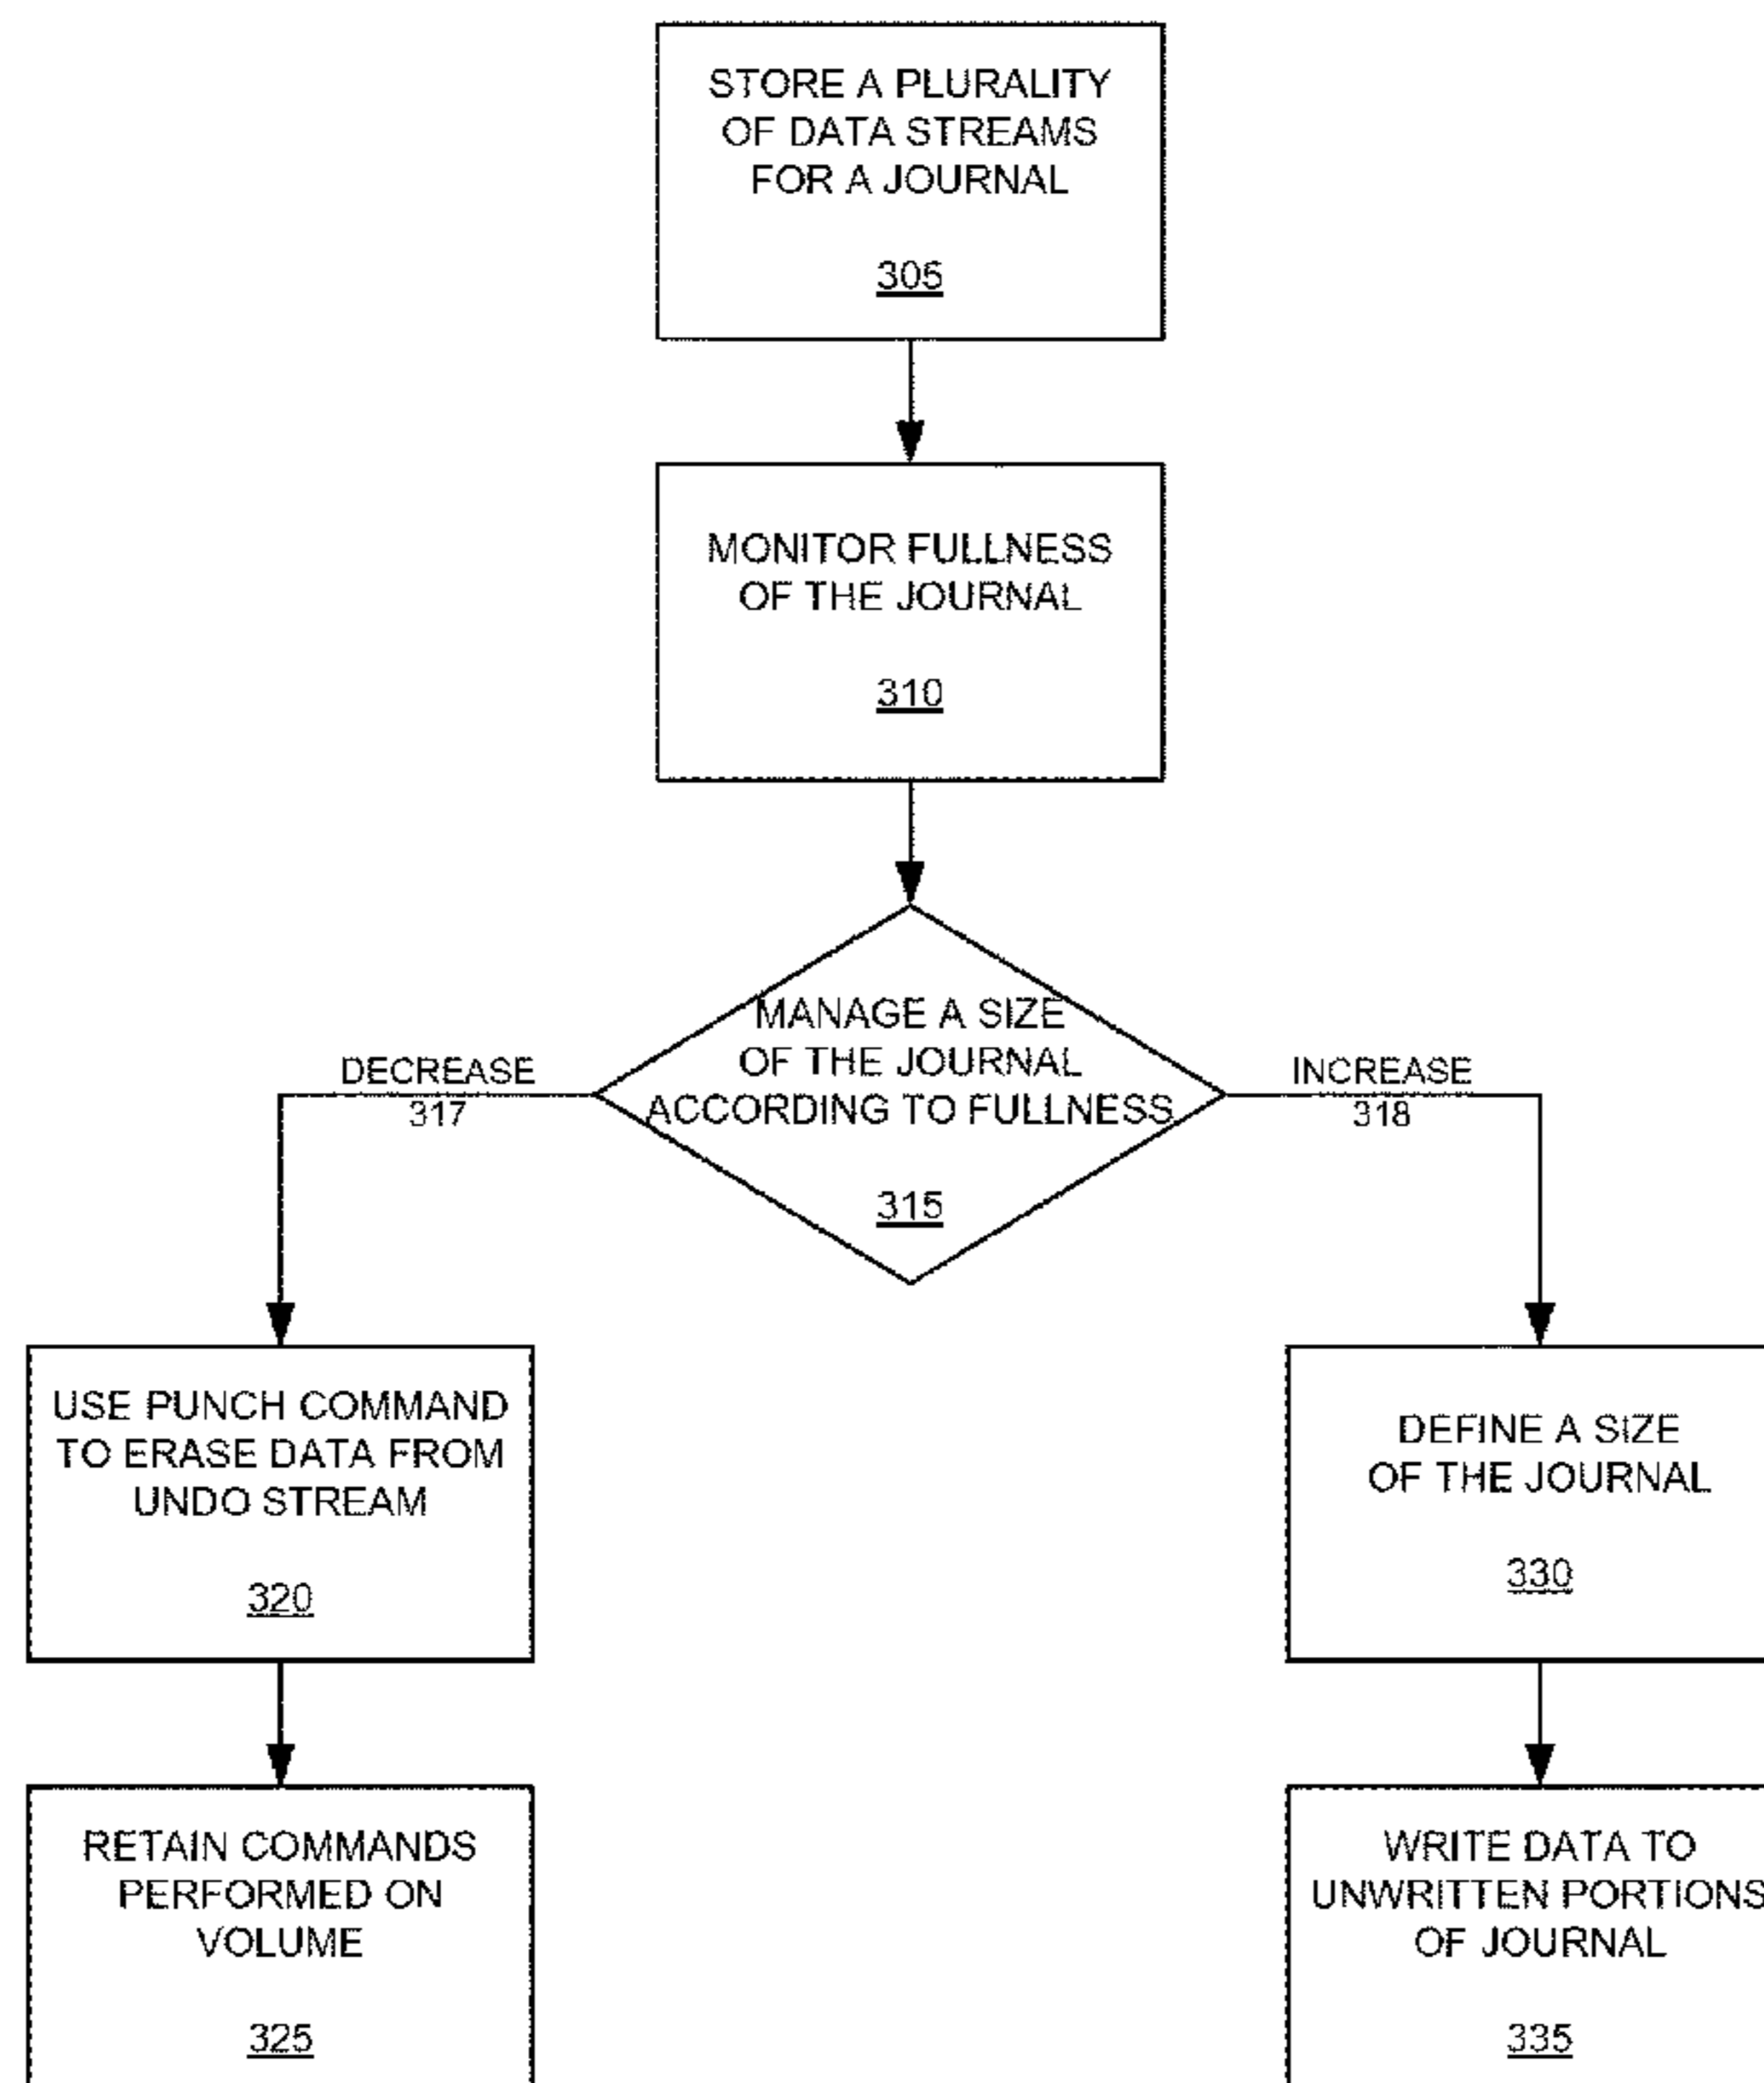 STORE A PLURALITY
OF DATA STREAMS
FOR A JOURNAL
305
MONITOR FULLNESS
OF THE JOURNAL
310
MANAGE A SIZE
OF THE JOURNAL
ACCORDING TO FULLNESS
315
DECREASE
317
INCREASE
318
USE PUNCH COMMAND
TO ERASE DATA FROM
UNDO STREAM
320
DEFINE A SIZE
OF THE JOURNAL
330
RETAIN COMMANDS
PERFORMED ON
VOLUME
325
WRITE DATA TO
UNWRITTEN PORTIONS
OF JOURNAL
335